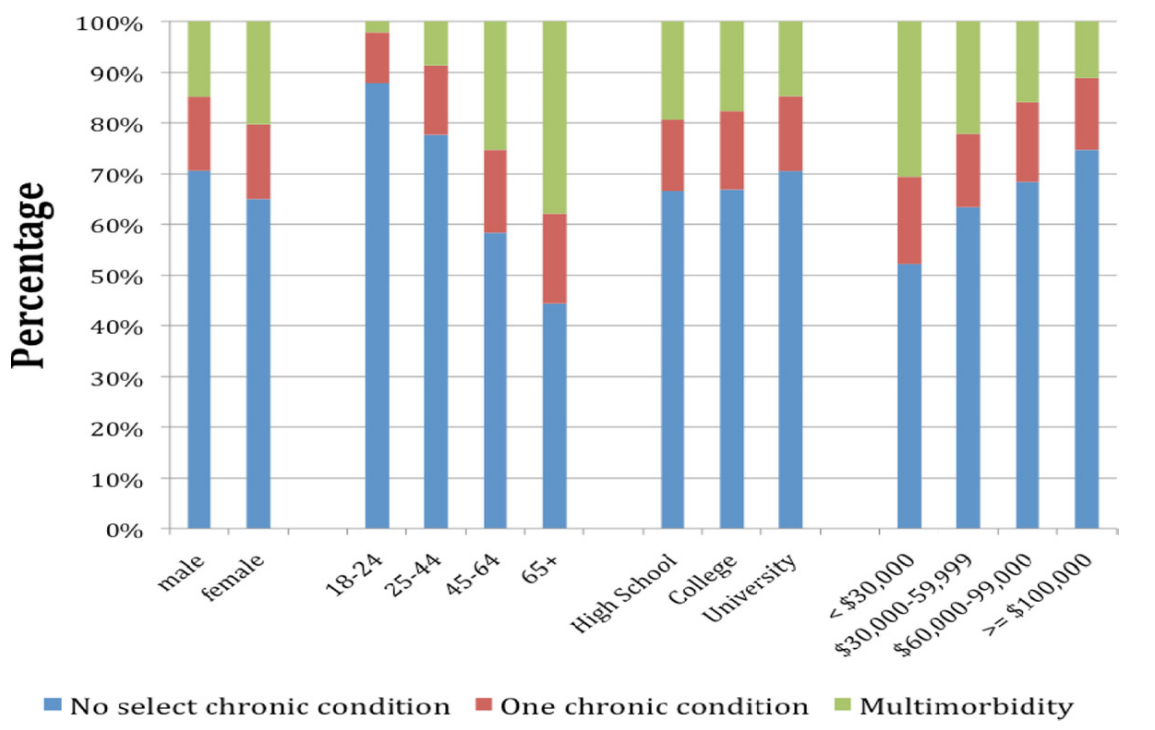 Percentage
100%
90%
80%
70%
60%
50%
40%
30%
20%
10%
0%
male
female
18-24
25-44
45-64
65+
High School
College
University
< $30,000
$30,000-59,999
$60,000-99,000
>= $100,000
No select chronic condition
One chronic condition
Multimorbidity